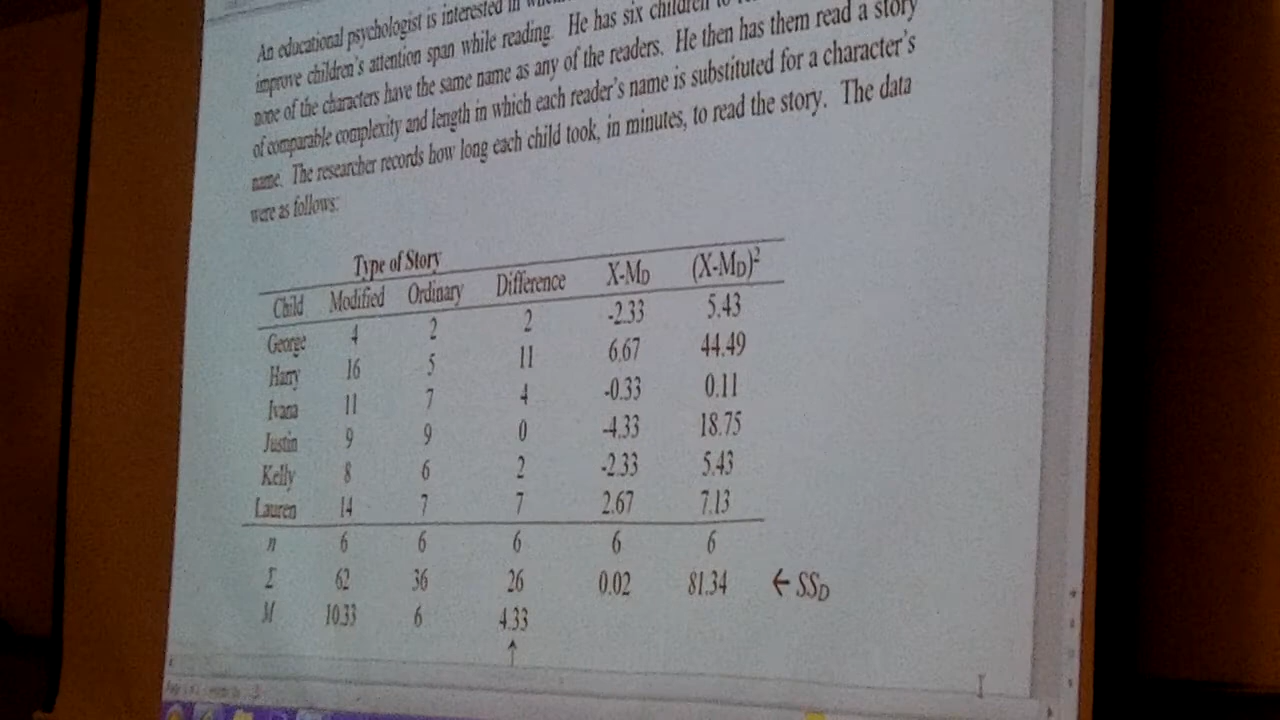 An educational psychologist is interested in
improve children's attention span while reading. He has six children to
none of the characters have the same name as any of the readers. He then has them read a story
of comparable complexity and length in which each reader's name is substituted for a character's
name. The researcher records how long each child took, in minutes, to read the story. The data
were as follows:
Type of Story
Child Modified Ordinary Difference X-MD (X-MD)²
George 4 2 2 -2.33 5.43
Harry 16 5 11 6.67 44.49
Ivana 11 7 4 -0.33 0.11
Justin 9 9 0 -4.33 18.75
Kelly 8 6 2 -2.33 5.43
Lauren 14 7 7 2.67 7.13
n 6 6 6 6 6
Σ 62 36 26 0.02 81.34 ← SSD
M 10.33 6 4.33
↑